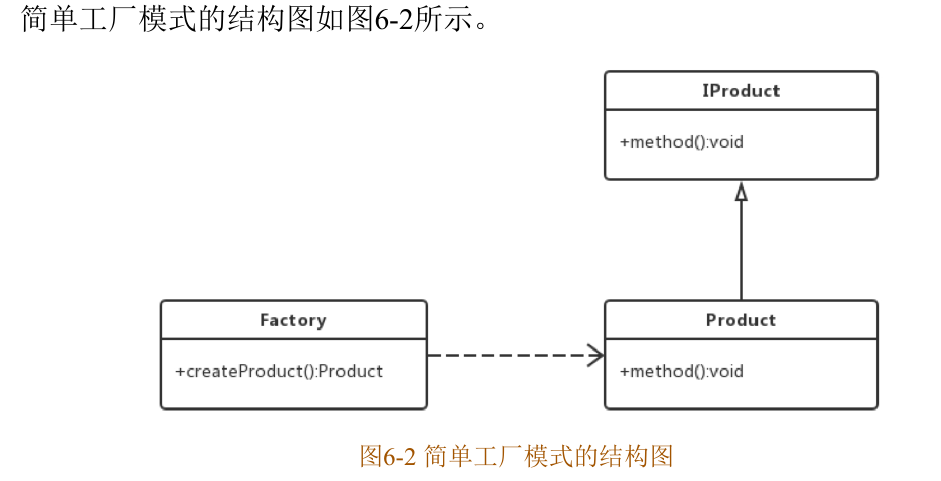 简单工厂模式的结构图如图6-2所示。
IProduct
+method():void
Factory
+createProduct():Product
Product
+method():void
图6-2 简单工厂模式的结构图